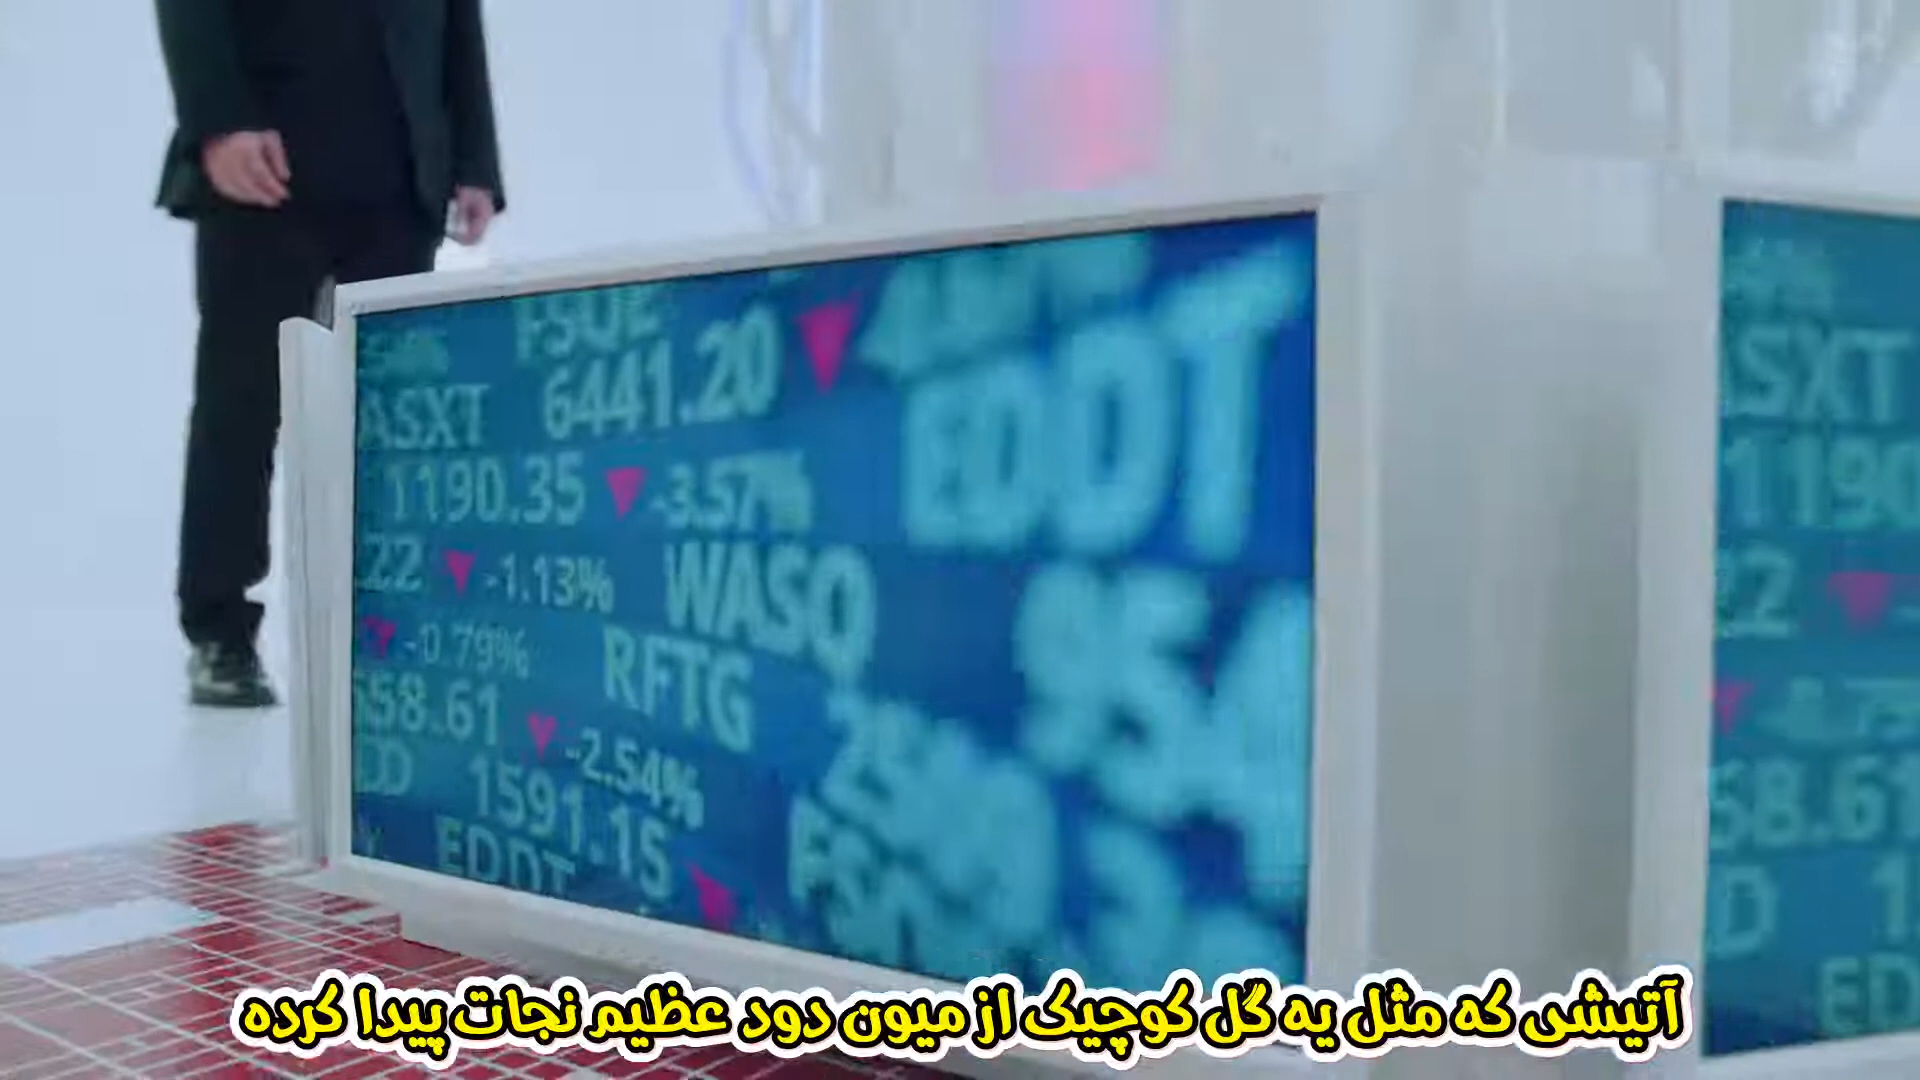 FSOE
6441.20
ASXT
EDDT
1190.35 -3.57%
.22 -1.13%
WASQ
-0.79%
RFTG
558.61
-2.54%
1591.15
EDDT
ASXT
1190
22
58.61
آتیشی که مثل یه گل کوچیک از میون دود عظیم نجات پیدا کرده